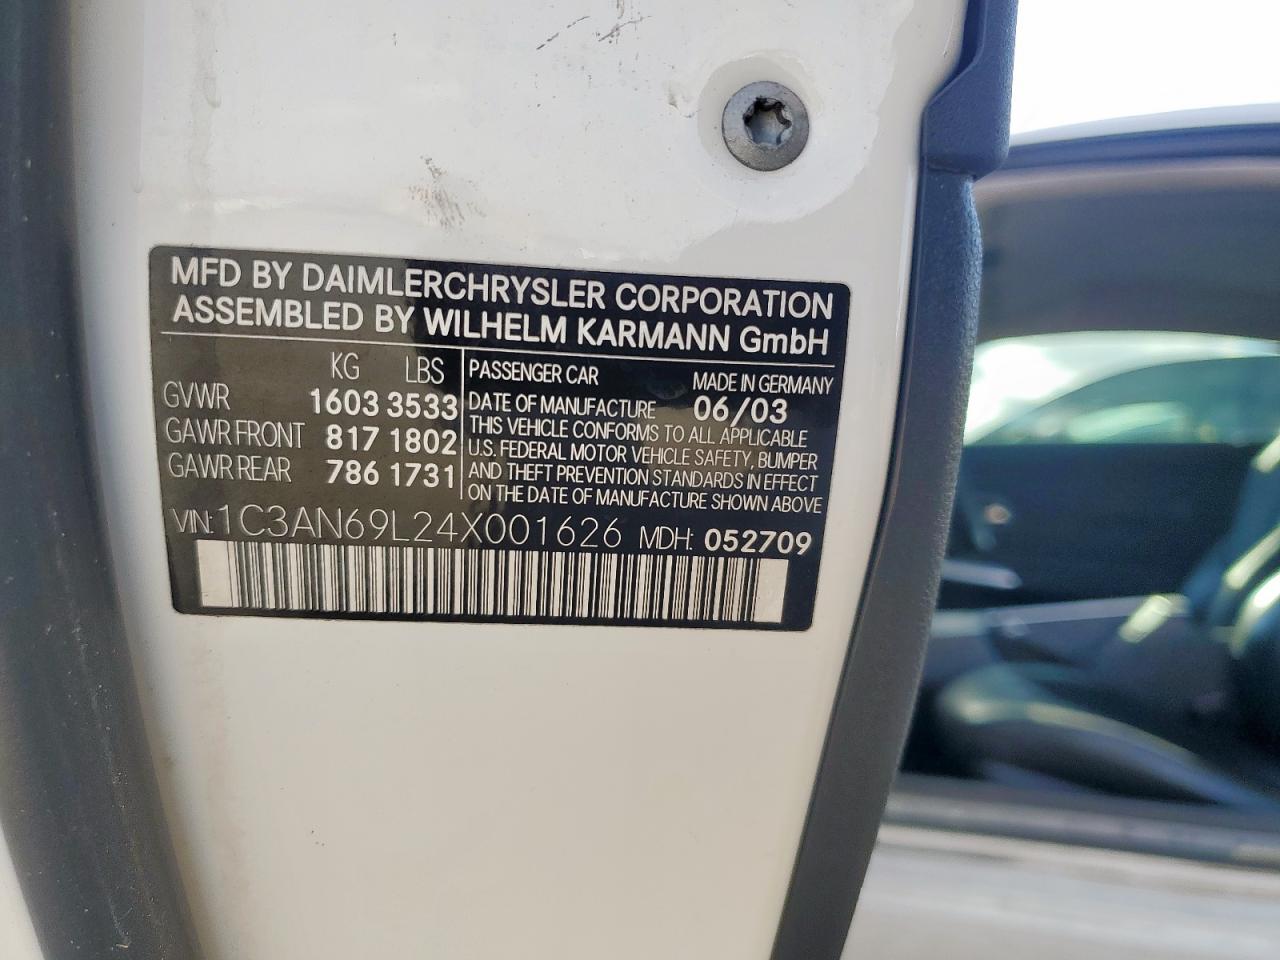 MFD BY DAIMLERCHRYSLER CORPORATION
ASSEMBLED BY WILHELM KARMANN GmbH
KG LBS
GVWR 1603 3533
GAWR FRONT 817 1802
GAWR REAR 786 1731
PASSENGER CAR MADE IN GERMANY
DATE OF MANUFACTURE 06/03
THIS VEHICLE CONFORMS TO ALL APPLICABLE
U.S. FEDERAL MOTOR VEHICLE SAFETY, BUMPER
AND THEFT PREVENTION STANDARDS IN EFFECT
ON THE DATE OF MANUFACTURE SHOWN ABOVE
VIN: 1C3AN69L24X001626 MDH: 052709